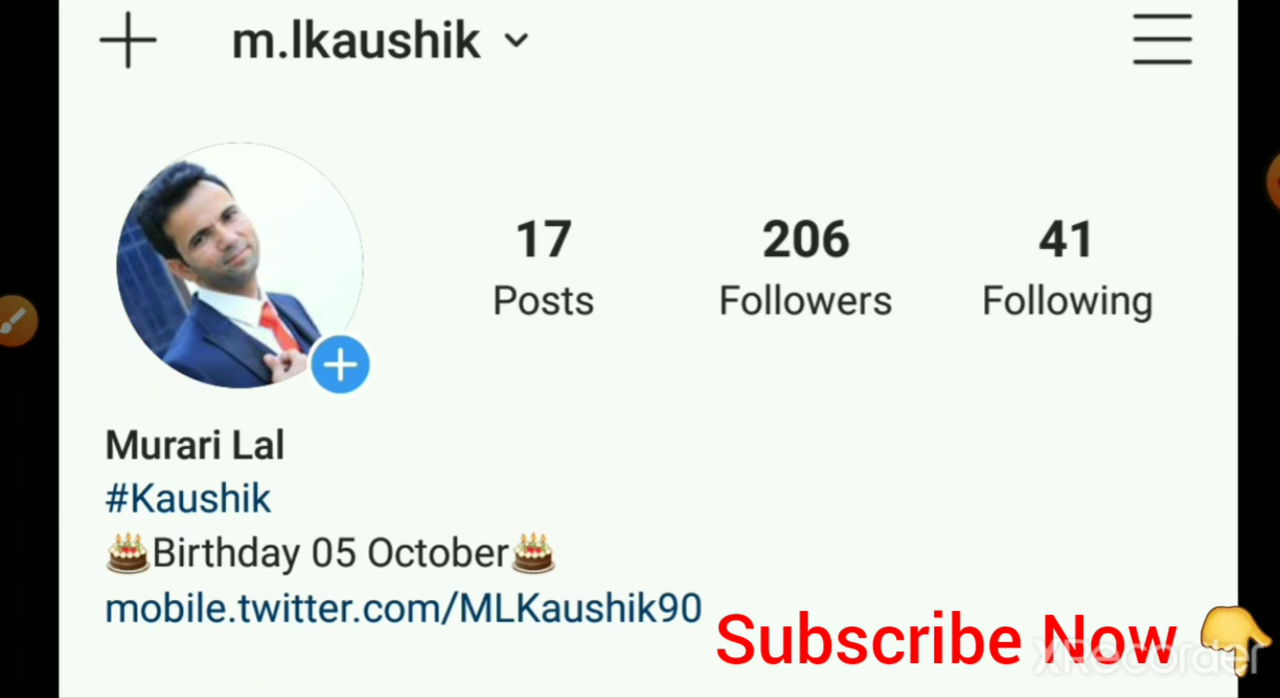 m.lkaushik
17 206 41
Posts Followers Following
Murari Lal
#Kaushik
🎂Birthday 05 October🎂
mobile.twitter.com/MLKaushik90
Subscribe Now 👇
XRecorder